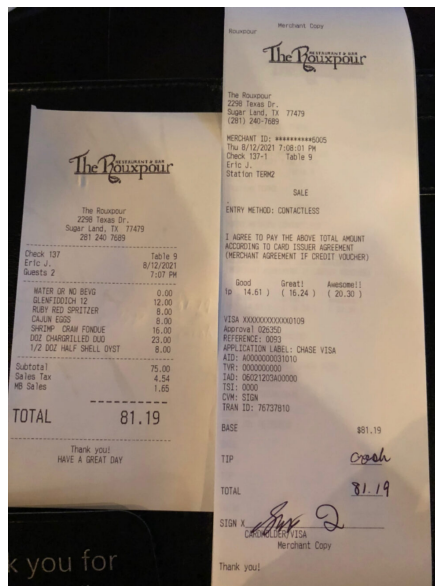 The Rouxpour
RESTAURANT & BAR
The Rouxpour
2298 Texas Dr.
Sugar Land, TX 77479
281 240 7689
Check 137 Table 9
Eric J. 8/12/2021
Guests 2 7:07 PM
WATER OR NO BEVG 0.00
GLENFIDDICH 12 12.00
RUBY RED SPRITZER 8.00
CAJUN EGGS 8.00
SHRIMP CRAW FONDUE 16.00
DOZ CHARGRILLED DUO 23.00
1/2 DOZ HALF SHELL OYST 8.00
Subtotal 75.00
Sales Tax 4.54
MB Sales 1.65
TOTAL 81.19
Thank you!
HAVE A GREAT DAY
k you for
Merchant Copy
Rouxpour
The Rouxpour
RESTAURANT & BAR
The Rouxpour
2298 Texas Dr.
Sugar Land, TX 77479
(281) 240-7689
MERCHANT ID: **********6005
Thu 8/12/2021 7:08:01 PM
Check 137-1 Table 9
Eric J.
Station TERM2
SALE
ENTRY METHOD: CONTACTLESS
I AGREE TO PAY THE ABOVE TOTAL AMOUNT
ACCORDING TO CARD ISSUER AGREEMENT
(MERCHANT AGREEMENT IF CREDIT VOUCHER)
Good Great! Awesome!!
ip 14.61 ) ( 16.24 ) ( 20.30 )
VISA XXXXXXXXXXXX0109
Approval 026350
REFERENCE: 0093
APPLICATION LABEL: CHASE VISA
AID: A0000000031010
TVR: 0000000000
IAD: 06021203A00000
TSI: 0000
CVM: SIGN
TRAN ID: 76737810
BASE $81.19
TIP cash
TOTAL 81.19
SIGN X
CARDHOLDER/VISA
Merchant Copy
Thank you!